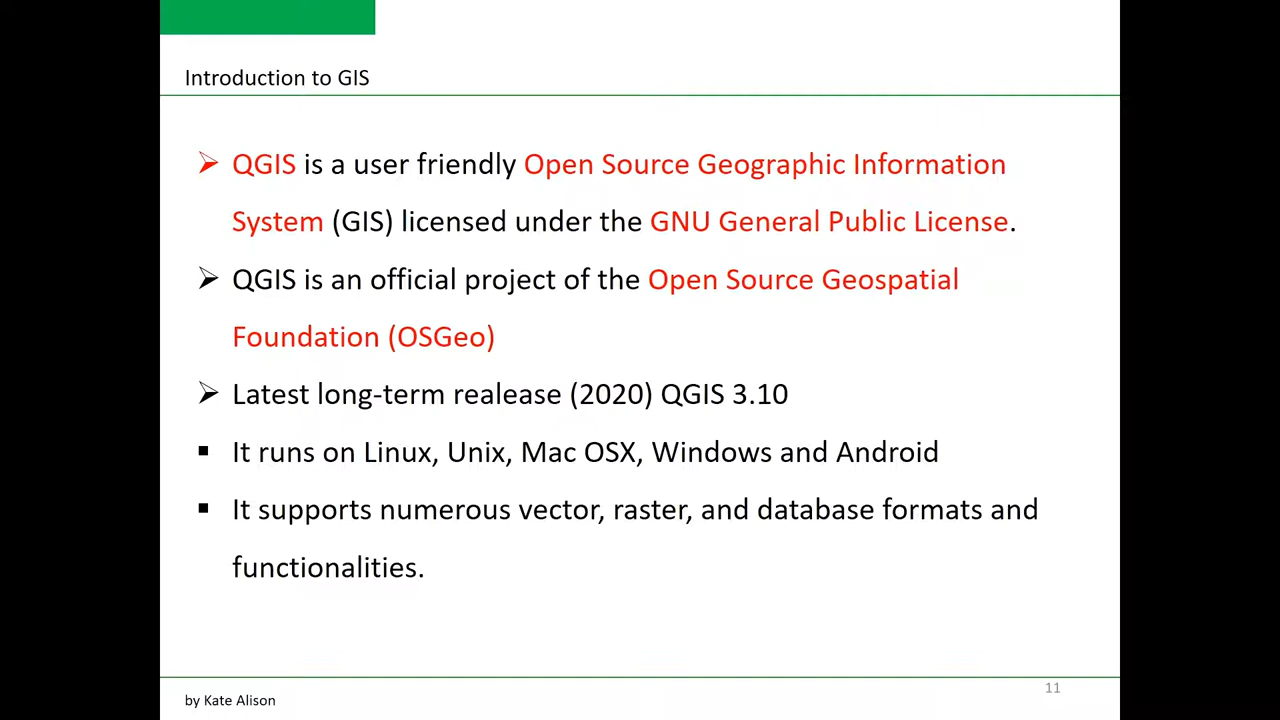 Introduction to GIS
QGIS is a user friendly Open Source Geographic Information
System (GIS) licensed under the GNU General Public License.
QGIS is an official project of the Open Source Geospatial
Foundation (OSGeo)
Latest long-term realease (2020) QGIS 3.10
It runs on Linux, Unix, Mac OSX, Windows and Android
It supports numerous vector, raster, and database formats and
functionalities.
11
by Kate Alison